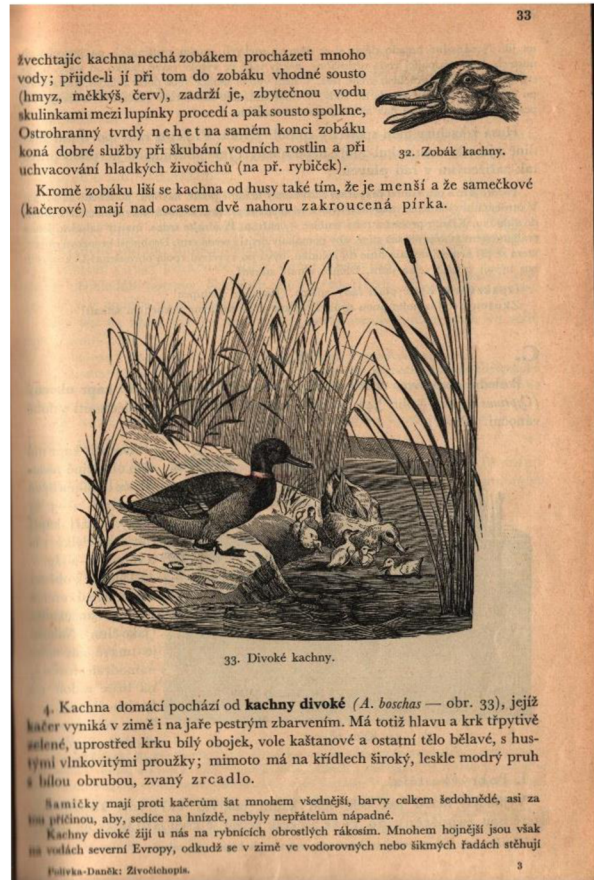 33
žvechtajíc kachna nechá zobákem procházeti mnoho
vody; přijde-li jí při tom do zobáku vhodné sousto
(hmyz, měkkýš, červ), zadrží je, zbytečnou vodu
skulinkami mezi lupínky procedí a pak sousto spolkne,
Ostrohranný tvrdý nehet na samém konci zobáku
koná dobré služby při škubání vodních rostlin a při
uchvacování hladkých živočichů (na př. rybiček).
32. Zobák kachny.
Kromě zobáku liší se kachna od husy také tím, že je menší a že samečkové
(kačerové) mají nad ocasem dvě nahoru zakroucená pírka.
33. Divoké kachny.
4. Kachna domácí pochází od kachny divoké (A. boschas — obr. 33), jejíž
kačer vyniká v zimě i na jaře pestrým zbarvením. Má totiž hlavu a krk třpytivě
zelené, uprostřed krku bílý obojek, vole kaštanové a ostatní tělo bělavé, s hus-
tými vlnkovitými proužky; mimoto má na křídlech široký, leskle modrý pruh
s bílou obrubou, zvaný zrcadlo.
Samičky mají proti kačerům šat mnohem všednější, barvy celkem šedohnědé, asi za
tou příčinou, aby, sedíce na hnízdě, nebyly nepřátelům nápadné.
Kachny divoké žijí u nás na rybnících obrostlých rákosím. Mnohem hojnější jsou však
na vodách severní Evropy, odkudž se v zimě ve vodorovných nebo šikmých řadách stěhují
Polívka-Daněk: Živočichopis.
3